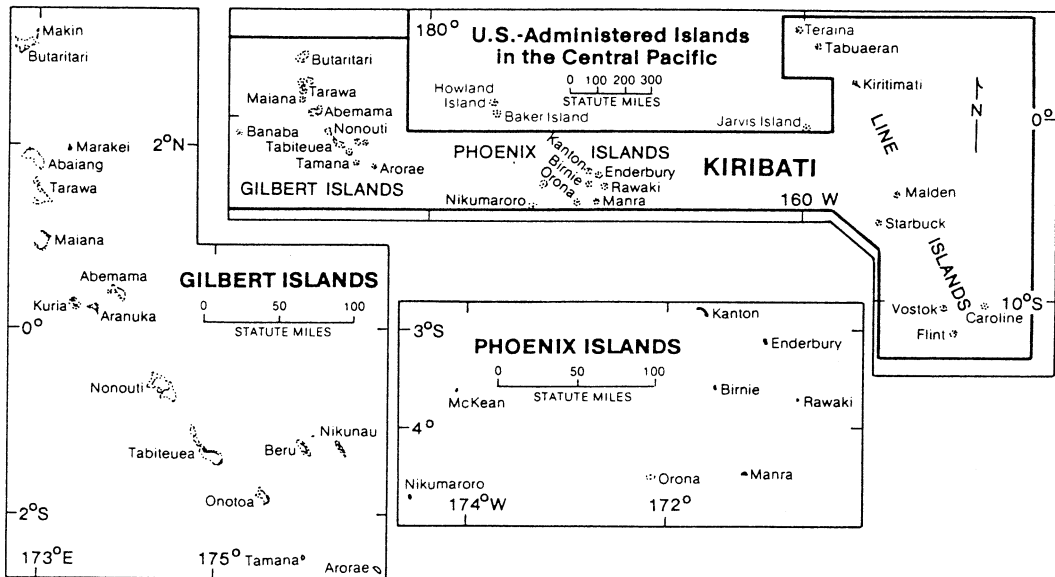 Makin
Butaritari
2°N
Marakei
Abaiang
Tarawa
Maiana
Abemama
Kuria
Aranuka
0°
Nonouti
Tabiteuea
Beru
Nikunau
Onotoa
2°S
173°E
175°
Tamana
Arorae
GILBERT ISLANDS
0 50 100
STATUTE MILES
180°
U.S.-Administered Islands
in the Central Pacific
0 100 200 300
STATUTE MILES
Howland
Island
Baker Island
Jarvis Island
Butaritari
Tarawa
Maiana
Abemama
Banaba
Nonouti
Tabiteuea
Tamana
Arorae
GILBERT ISLANDS
PHOENIX ISLANDS
KIRIBATI
Kanton
Birnie
Orona
Enderbury
Rawaki
Manra
Nikumaroro
160 W
Teraina
Tabuaeran
Kiritimati
N
0°
LINE
ISLANDS
Malden
Starbuck
10°S
Vostok
Caroline
Flint
3°S
Kanton
Enderbury
PHOENIX ISLANDS
0 50 100
STATUTE MILES
McKean
Birnie
Rawaki
4°
Nikumaroro
Orona
Manra
174°W
172°